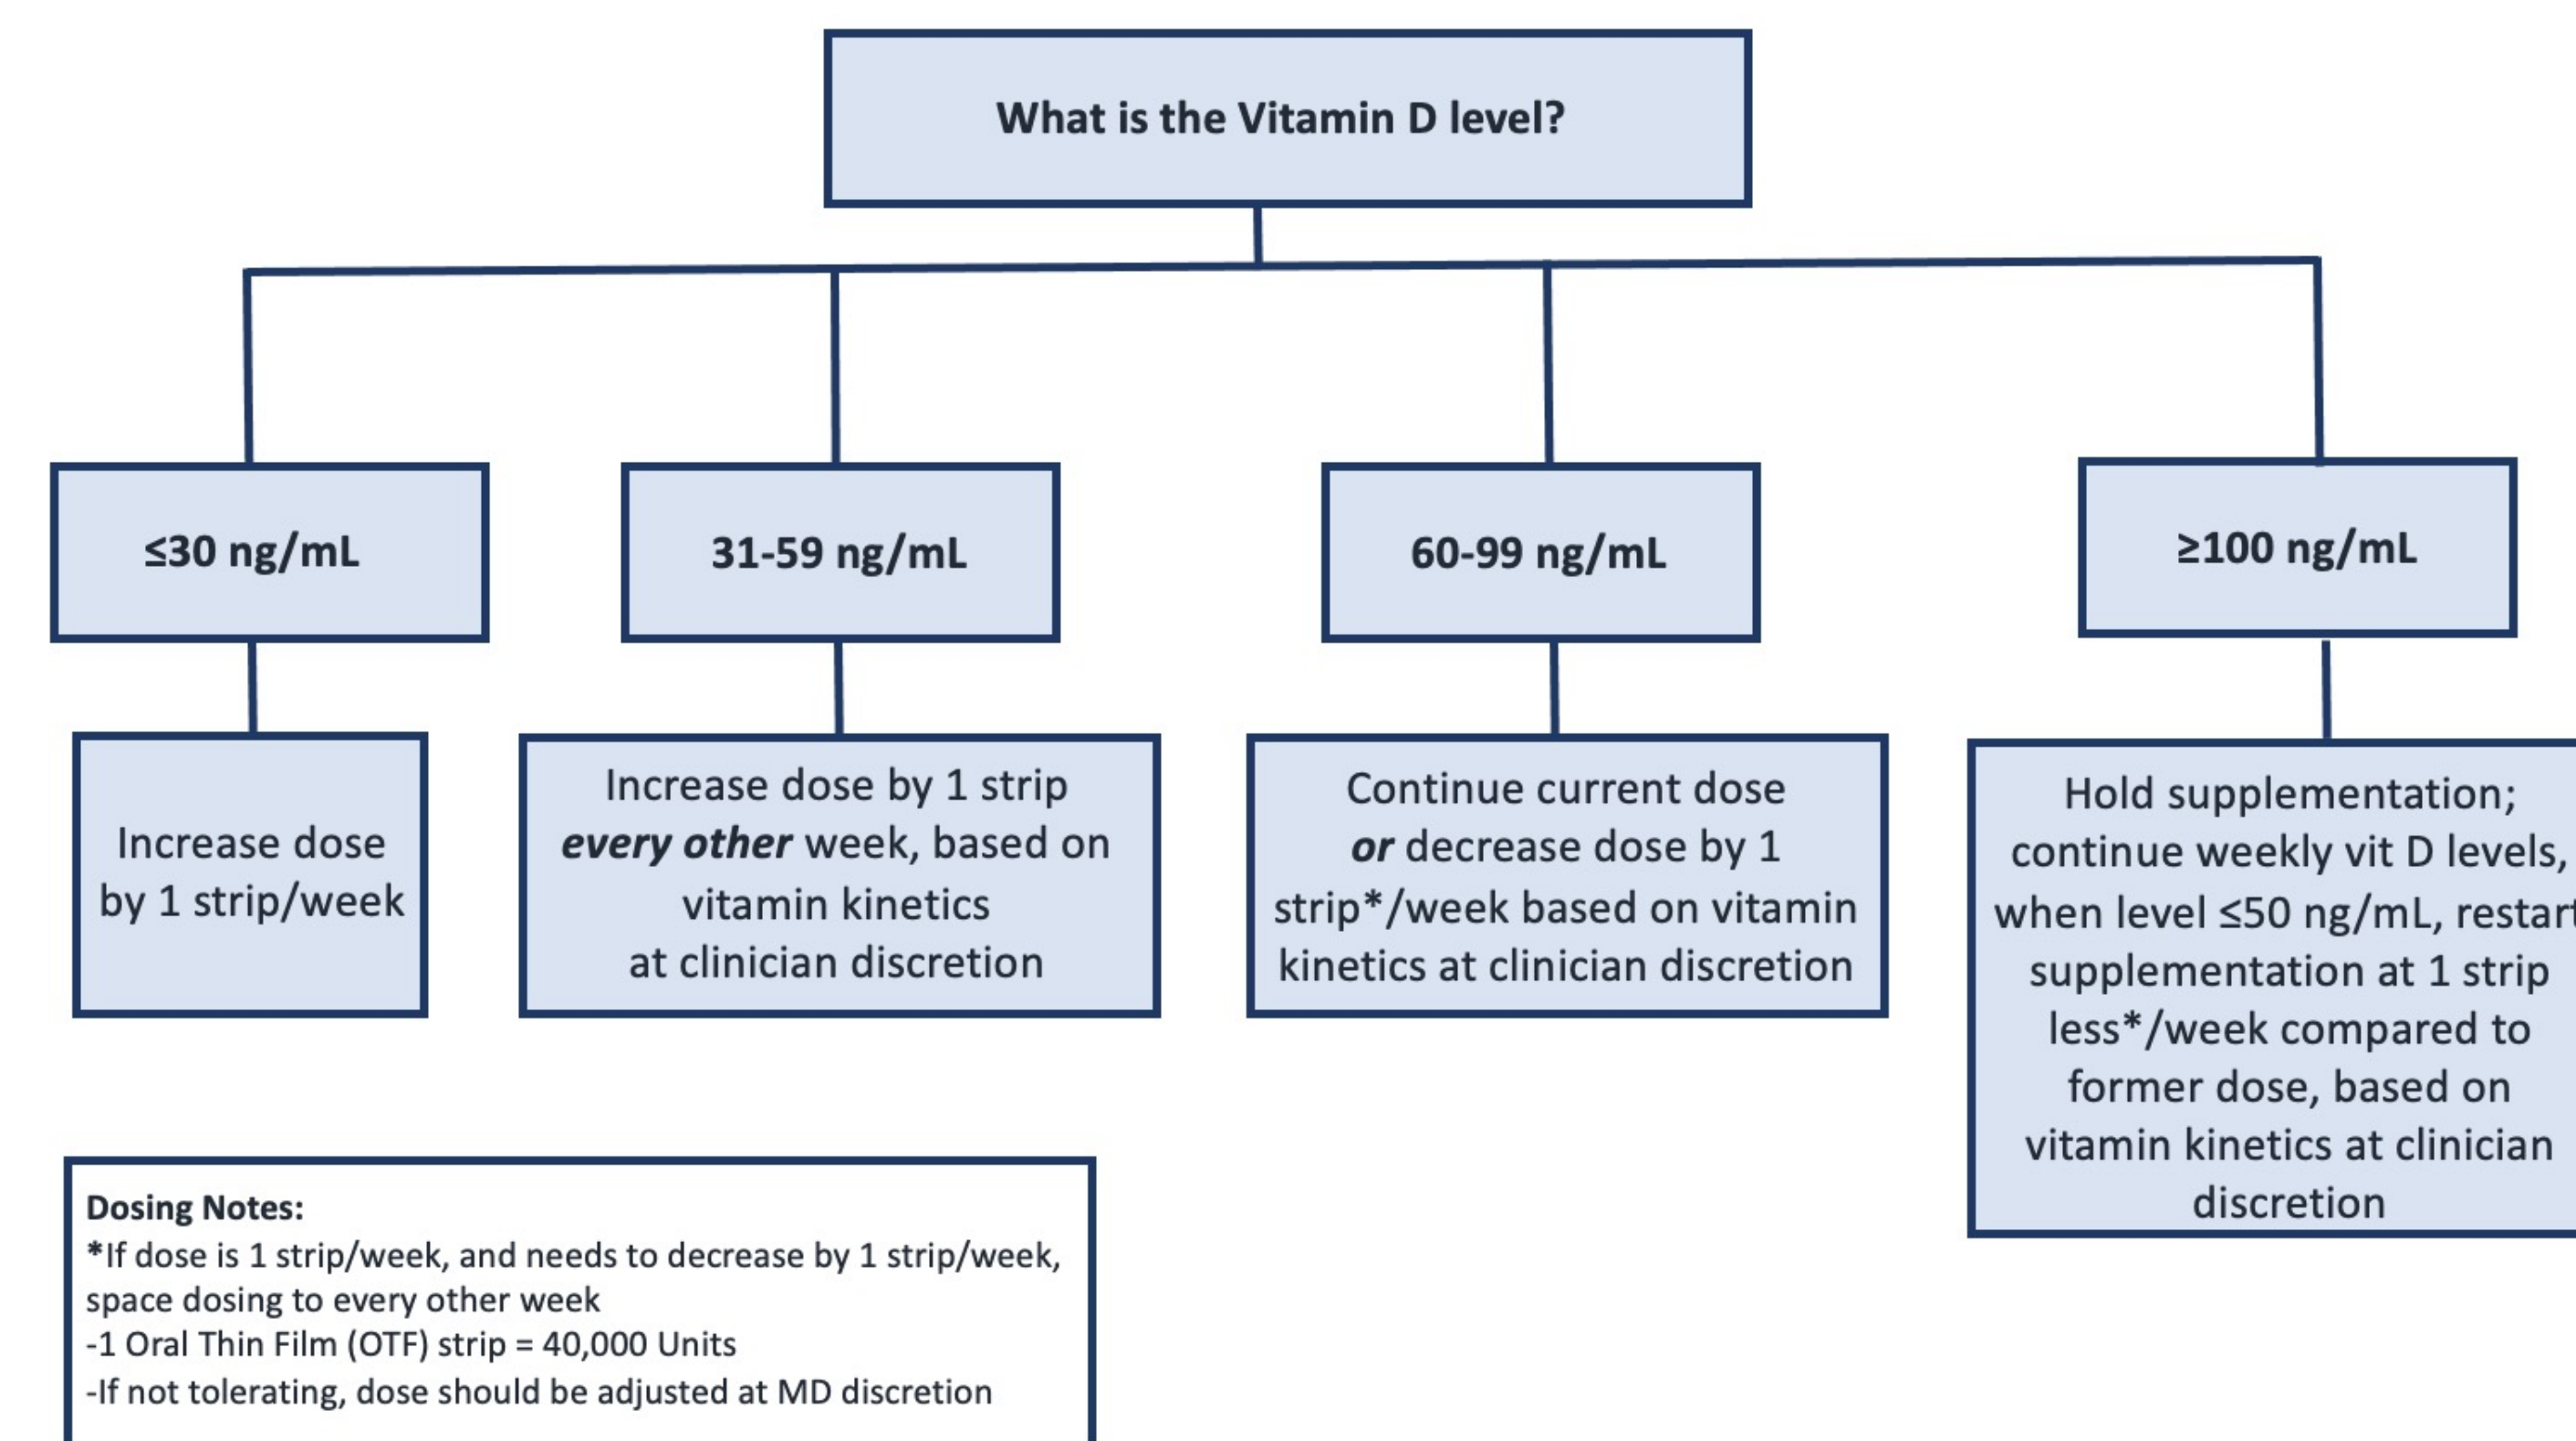 What is the Vitamin D level?
≤30 ng/mL
31-59 ng/mL
60-99 ng/mL
≥100 ng/mL
Increase dose
by 1 strip/week
Increase dose by 1 strip
every other week, based on
vitamin kinetics
at clinician discretion
Continue current dose
or decrease dose by 1
strip*/week based on vitamin
kinetics at clinician discretion
Hold supplementation;
continue weekly vit D levels,
when level ≤50 ng/mL, restart
supplementation at 1 strip
less*/week compared to
former dose, based on
vitamin kinetics at clinician
discretion
Dosing Notes:
*If dose is 1 strip/week, and needs to decrease by 1 strip/week,
space dosing to every other week
-1 Oral Thin Film (OTF) strip = 40,000 Units
-If not tolerating, dose should be adjusted at MD discretion